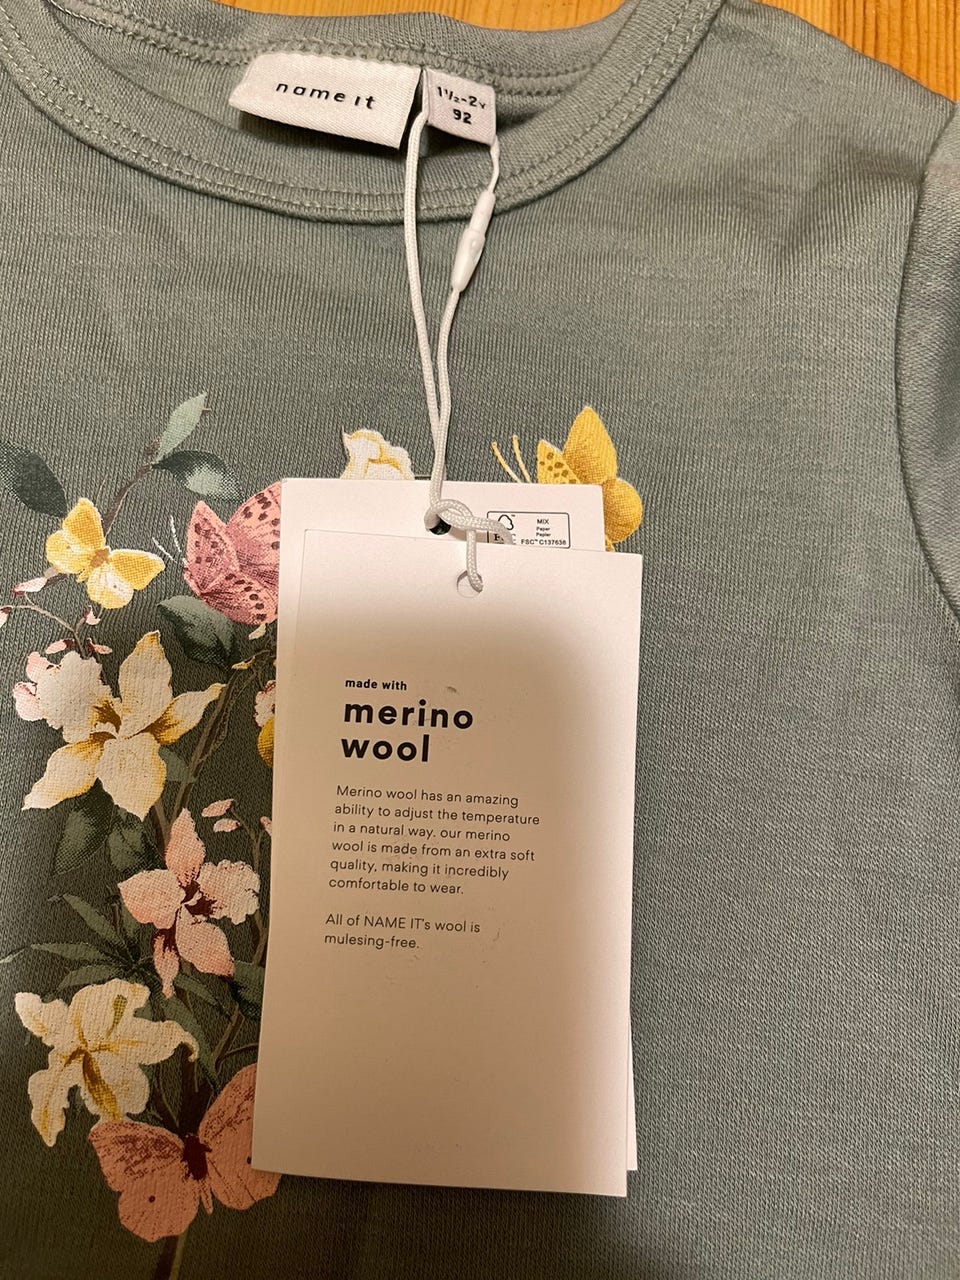 name it
1½-2Y
92
MIX
Paper
Papier
FSC™ C137638
made with
merino
wool
Merino wool has an amazing
ability to adjust the temperature
in a natural way. our merino
wool is made from an extra soft
quality, making it incredibly
comfortable to wear.
All of NAME IT's wool is
mulesing-free.